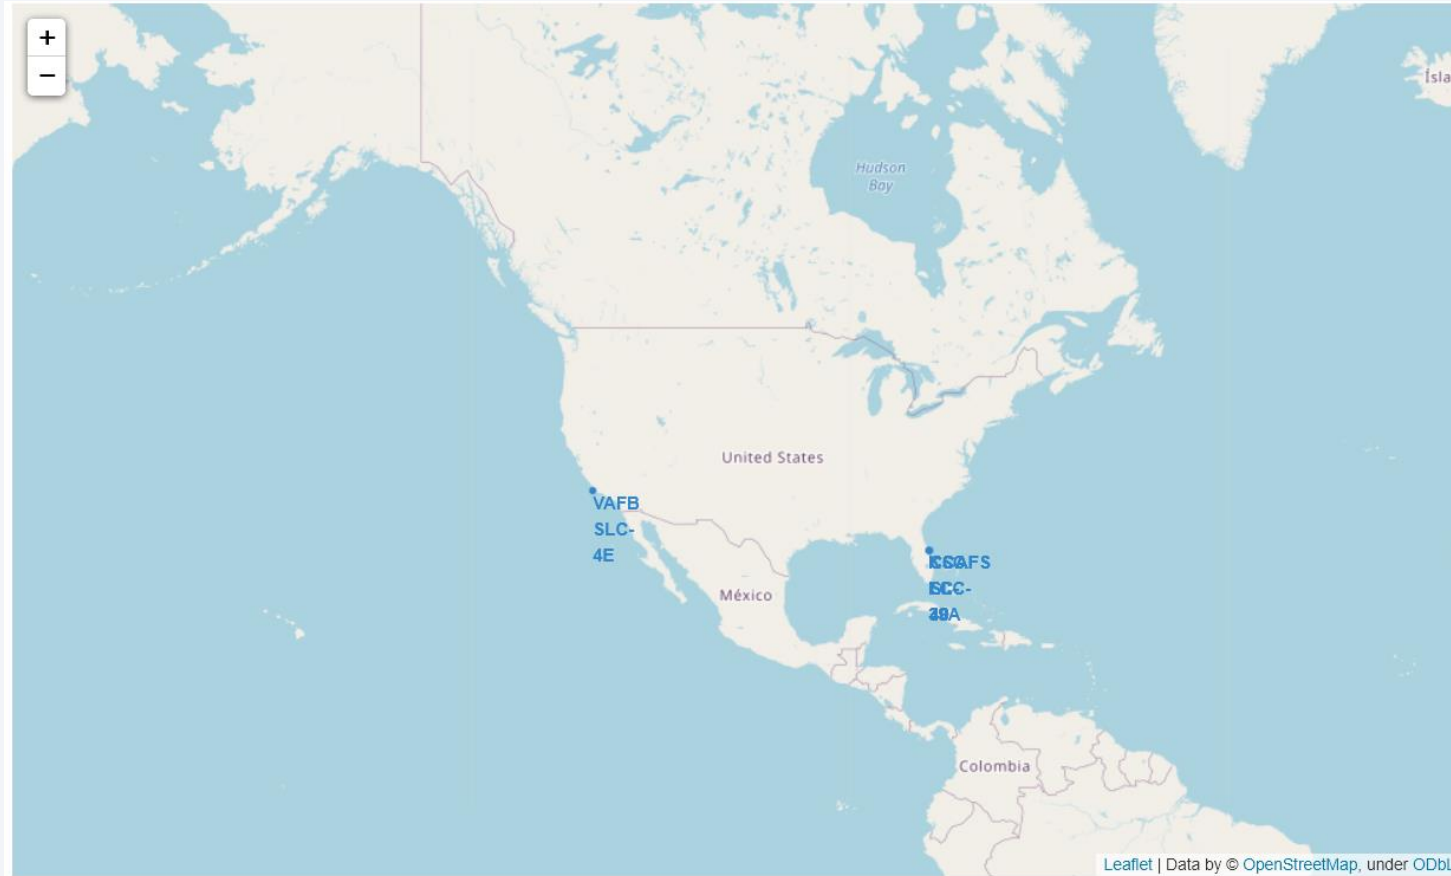 +
−
Hudson
Bay
Ísla
United States
VAFB
SLC-
4E
México
Colombia
Leaflet | Data by © OpenStreetMap, under ODbL